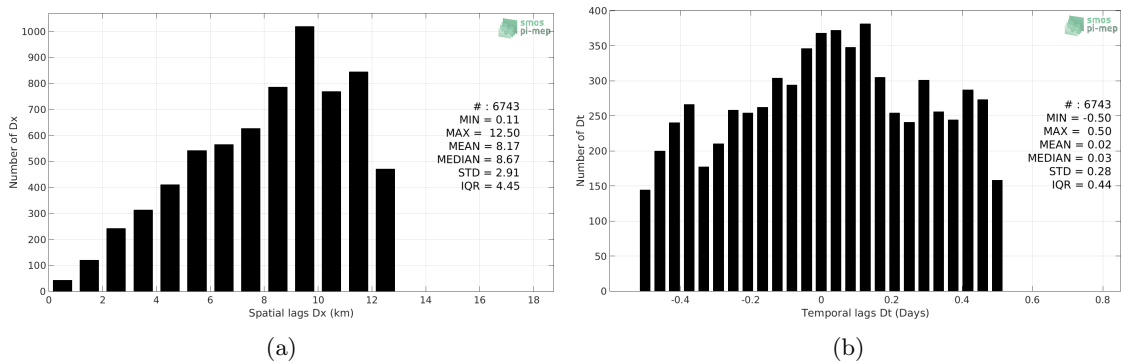 smos
pi-mep
1000
900
800
700
600
500
400
300
200
100
0
Number of Dx
# : 6743
MIN = 0.11
MAX = 12.50
MEAN = 8.17
MEDIAN = 8.67
STD = 2.91
IQR = 4.45
0 2 4 6 8 10 12 14 16 18
Spatial lags Dx (km)
(a)
smos
pi-mep
400
350
300
250
200
150
100
50
0
Number of Dt
# : 6743
MIN = -0.50
MAX = 0.50
MEAN = 0.02
MEDIAN = 0.03
STD = 0.28
IQR = 0.44
-0.4 -0.2 0 0.2 0.4 0.6 0.8
Temporal lags Dt (Days)
(b)